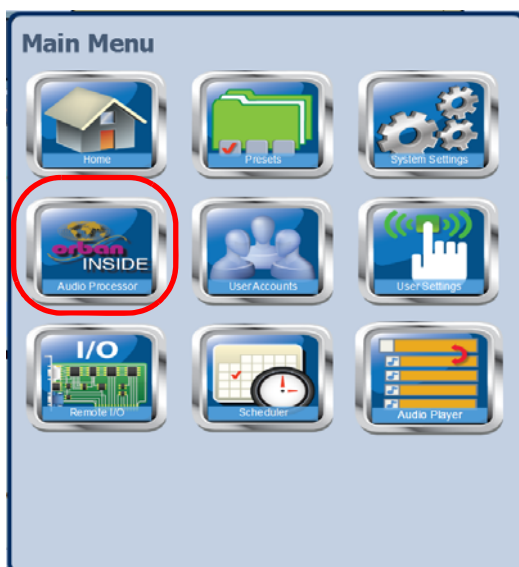 Main Menu
Home
Presets
System Settings
orban
INSIDE
Audio Processor
User Accounts
User Settings
I/O
Remote I/O
Scheduler
Audio Player